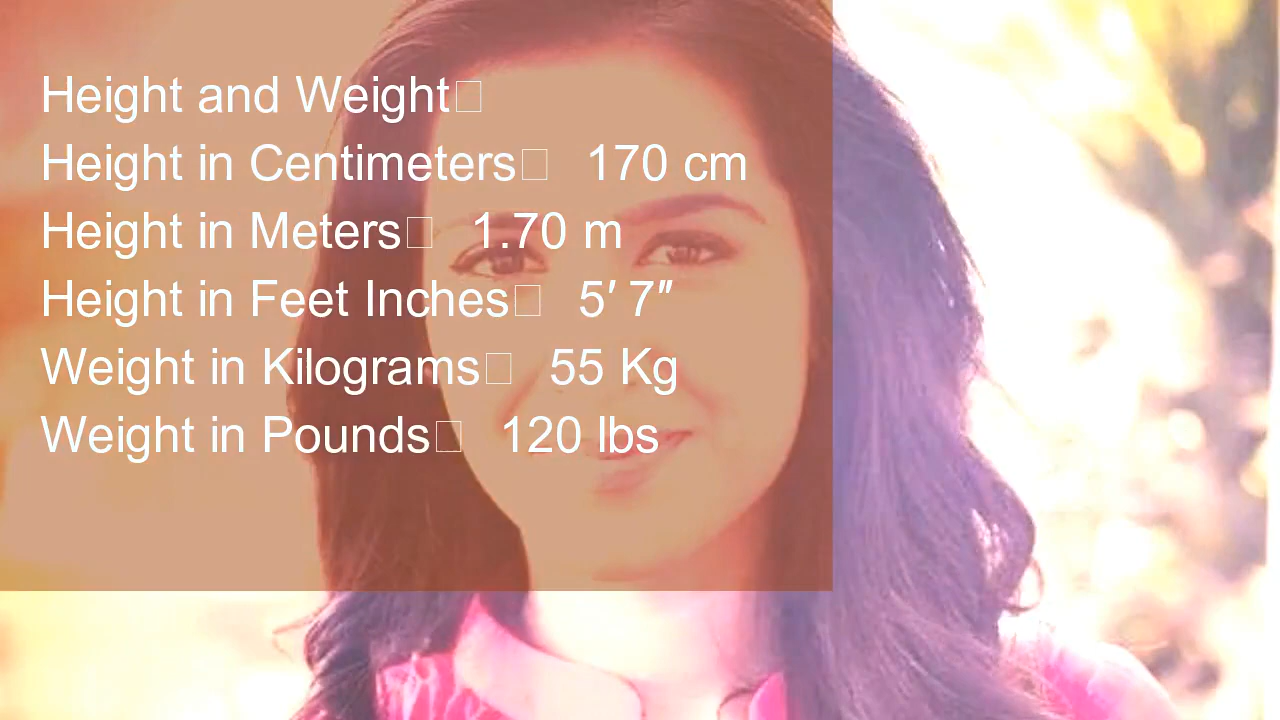 Height and Weight□
Height in Centimeters□ 170 cm
Height in Meters□ 1.70 m
Height in Feet Inches□ 5′ 7″
Weight in Kilograms□ 55 Kg
Weight in Pounds□ 120 lbs